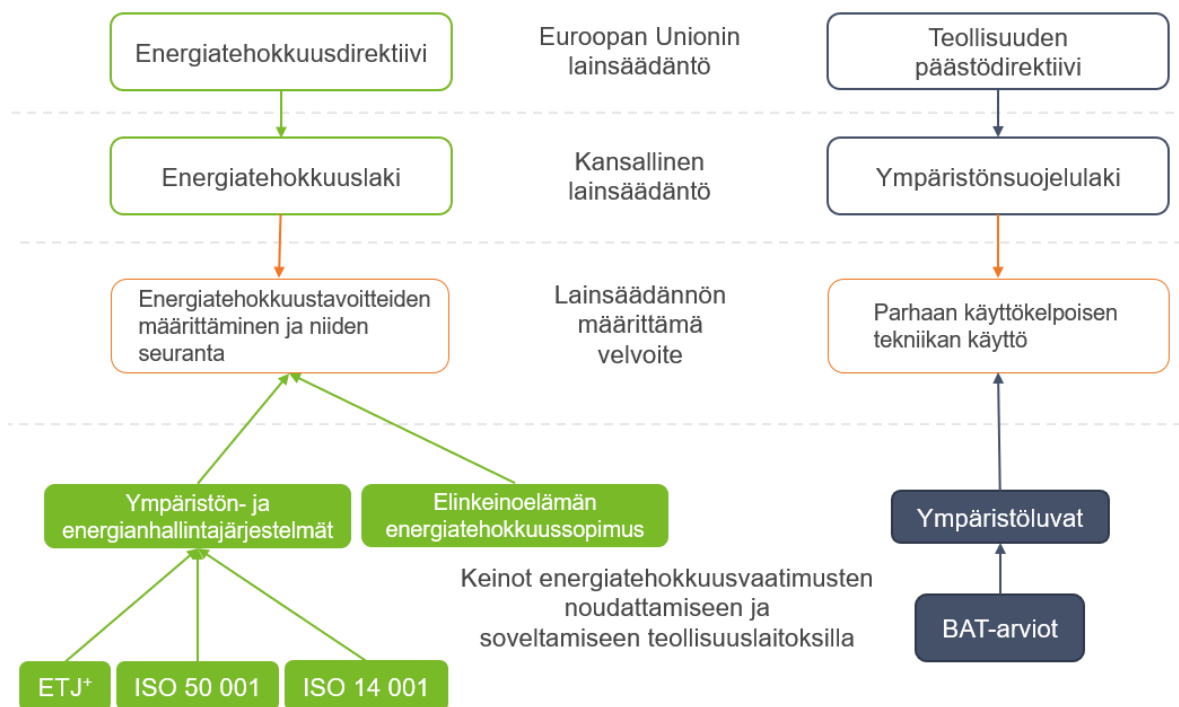 Energiatehokkuusdirektiivi
Euroopan Unionin
lainsäädäntö
Teollisuuden
päästödirektiivi
Energiatehokkuuslaki
Kansallinen
lainsäädäntö
Ympäristönsuojelulaki
Energiatehokkuustavoitteiden
määrittäminen ja niiden
seuranta
Lainsäädännön
määrittämä
velvoite
Parhaan käyttökelpoisen
tekniikan käyttö
Ympäristön- ja
energianhallintajärjestelmät
Elinkeinoelämän
energiatehokkuussopimus
Ympäristöluvat
Keinot energiatehokkuusvaatimusten
noudattamiseen ja
soveltamiseen teollisuuslaitoksilla
BAT-arviot
ETJ⁺
ISO 50 001
ISO 14 001